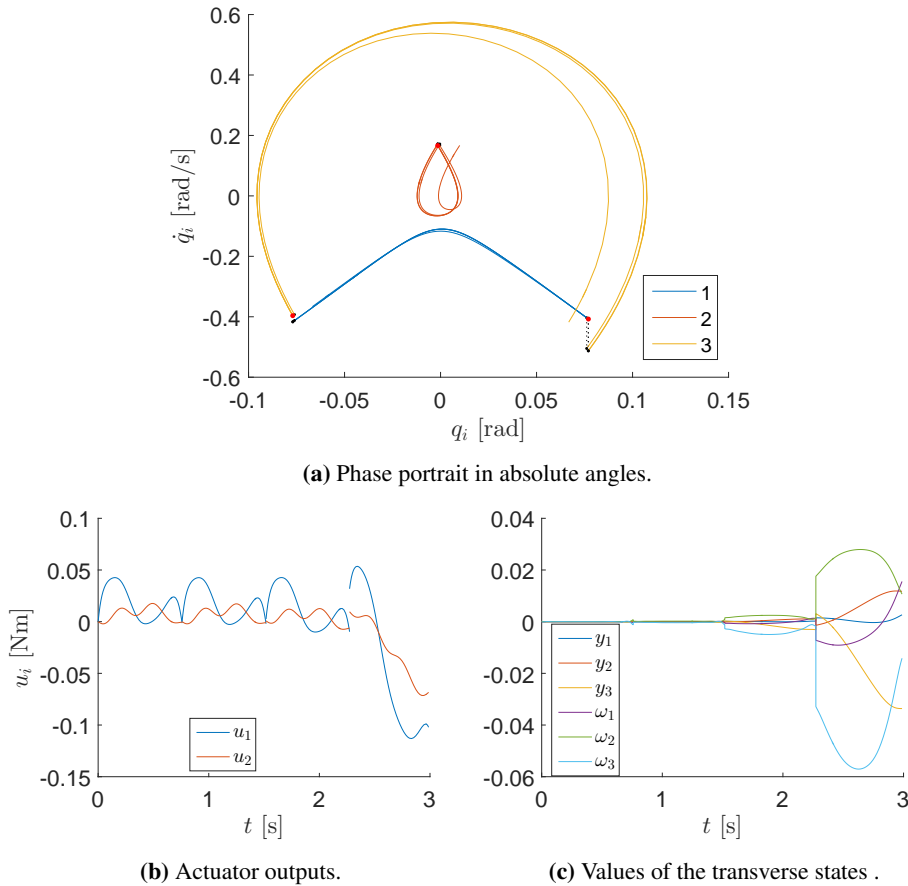 0.6
0.4
0.2
0
-0.2
-0.4
-0.6
q̇ᵢ [rad/s]
-0.1
-0.05
0
0.05
0.1
0.15
qᵢ [rad]
1
2
3
(a) Phase portrait in absolute angles.
0.1
0.05
0
-0.05
-0.1
-0.15
uᵢ [Nm]
0
1
2
3
t [s]
u₁
u₂
(b) Actuator outputs.
0.04
0.02
0
-0.02
-0.04
-0.06
0
1
2
3
t [s]
y₁
y₂
y₃
ω₁
ω₂
ω₃
(c) Values of the transverse states .